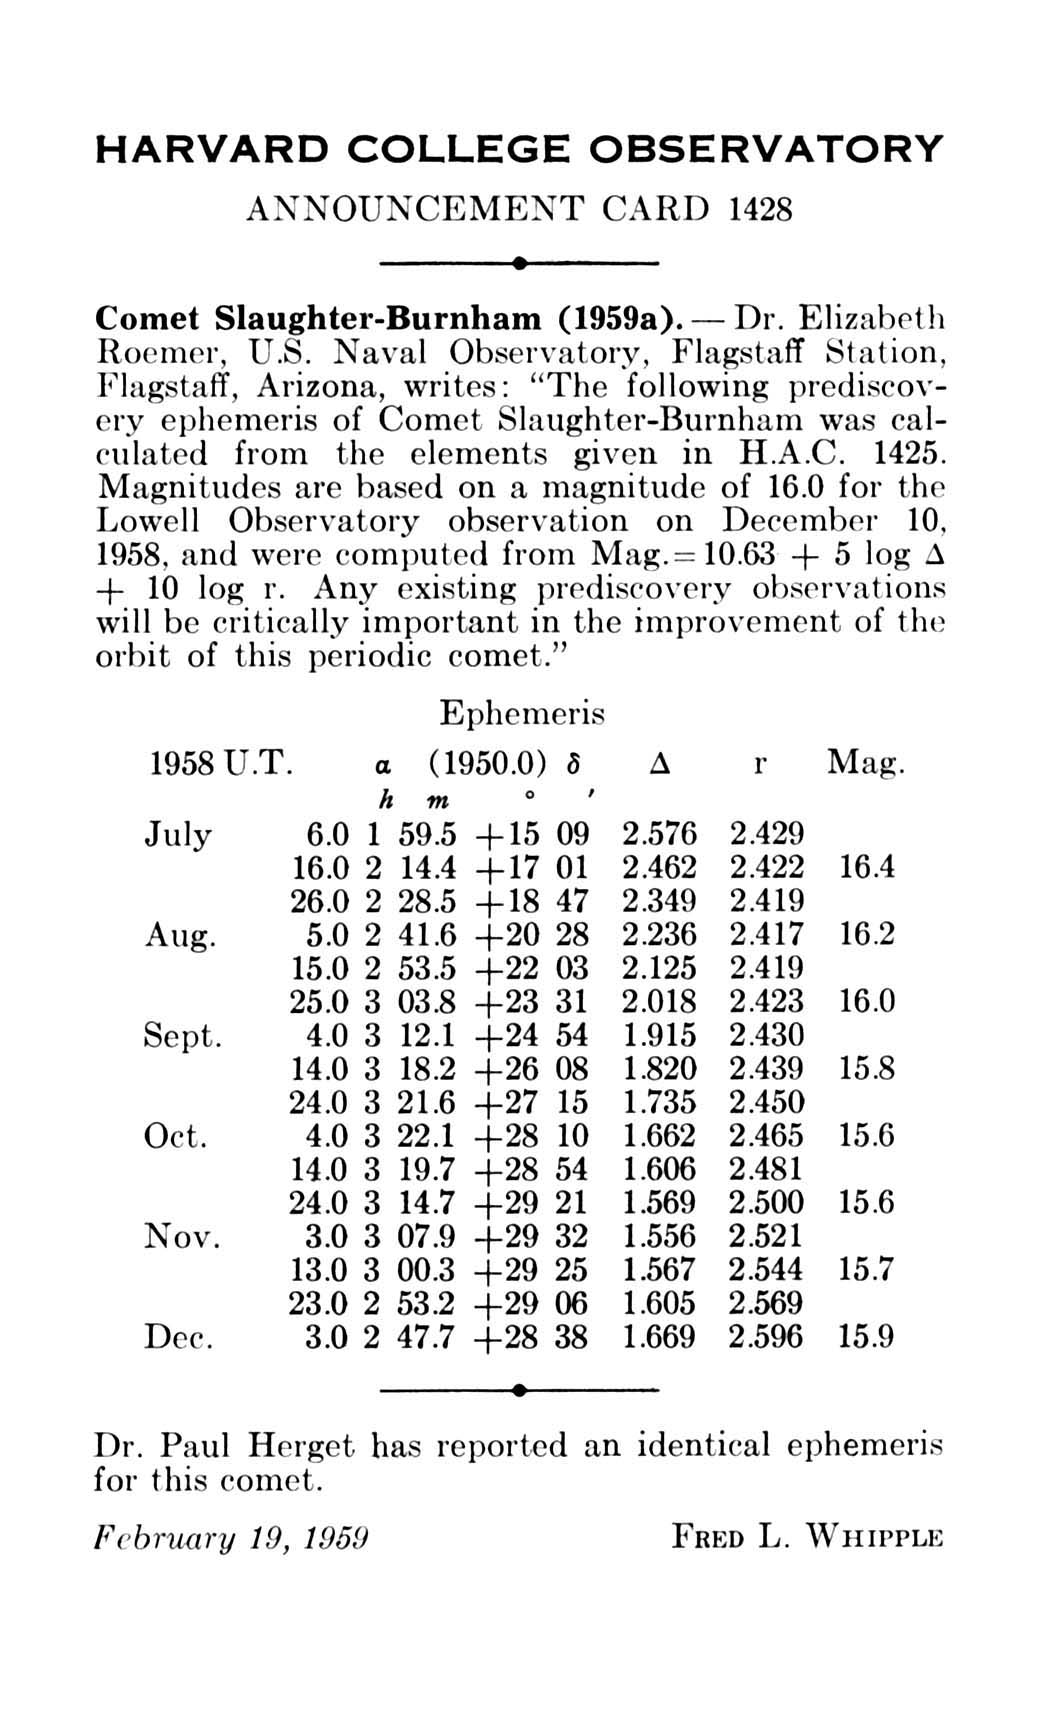 HARVARD COLLEGE OBSERVATORY
ANNOUNCEMENT CARD 1428
Comet Slaughter-Burnham (1959a). — Dr. Elizabeth
Roemer, U.S. Naval Observatory, Flagstaff Station,
Flagstaff, Arizona, writes: “The following prediscov-
ery ephemeris of Comet Slaughter-Burnham was cal-
culated from the elements given in H.A.C. 1425.
Magnitudes are based on a magnitude of 16.0 for the
Lowell Observatory observation on December 10,
1958, and were computed from Mag. = 10.63 + 5 log Δ
+ 10 log r. Any existing prediscovery observations
will be critically important in the improvement of the
orbit of this periodic comet.”
Ephemeris
1958 U.T. α (1950.0) δ Δ r Mag.
h m ° ′
July 6.0 1 59.5 +15 09 2.576 2.429
16.0 2 14.4 +17 01 2.462 2.422 16.4
26.0 2 28.5 +18 47 2.349 2.419
Aug. 5.0 2 41.6 +20 28 2.236 2.417 16.2
15.0 2 53.5 +22 03 2.125 2.419
25.0 3 03.8 +23 31 2.018 2.423 16.0
Sept. 4.0 3 12.1 +24 54 1.915 2.430
14.0 3 18.2 +26 08 1.820 2.439 15.8
24.0 3 21.6 +27 15 1.735 2.450
Oct. 4.0 3 22.1 +28 10 1.662 2.465 15.6
14.0 3 19.7 +28 54 1.606 2.481
24.0 3 14.7 +29 21 1.569 2.500 15.6
Nov. 3.0 3 07.9 +29 32 1.556 2.521
13.0 3 00.3 +29 25 1.567 2.544 15.7
23.0 2 53.2 +29 06 1.605 2.569
Dec. 3.0 2 47.7 +28 38 1.669 2.596 15.9
Dr. Paul Herget has reported an identical ephemeris
for this comet.
February 19, 1959 FRED L. WHIPPLE